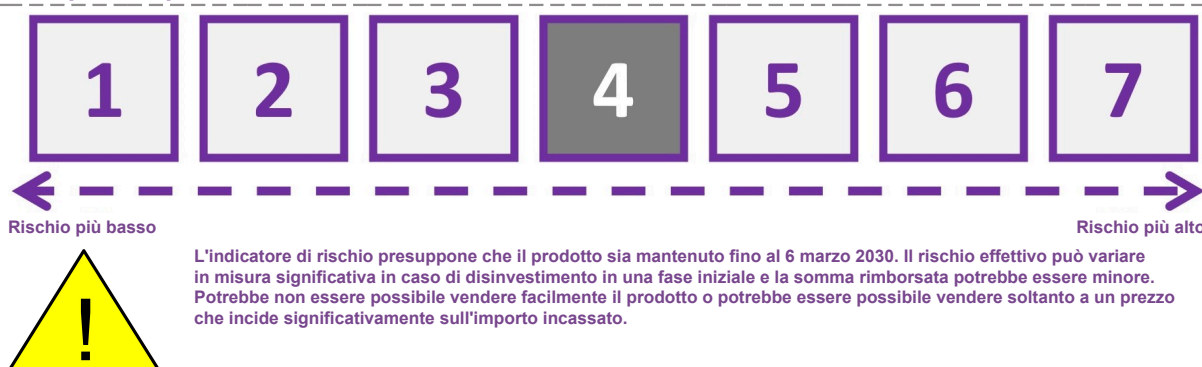 1 2 3 4 5 6 7
Rischio più basso Rischio più alto
L'indicatore di rischio presuppone che il prodotto sia mantenuto fino al 6 marzo 2030. Il rischio effettivo può variare
in misura significativa in caso di disinvestimento in una fase iniziale e la somma rimborsata potrebbe essere minore.
Potrebbe non essere possibile vendere facilmente il prodotto o potrebbe essere possibile vendere soltanto a un prezzo
che incide significativamente sull'importo incassato.
!